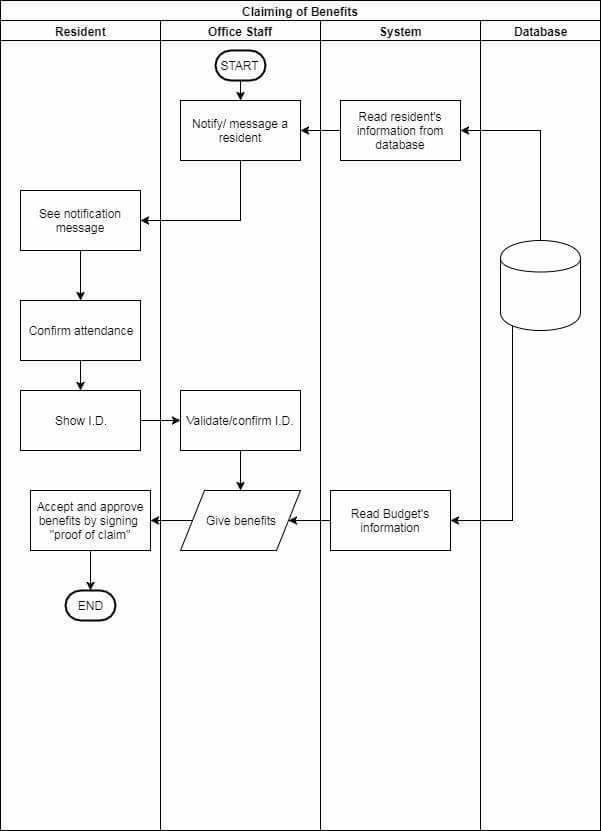 Claiming of Benefits
Resident
Office Staff
System
Database
START
Notify/ message a
resident
Read resident's
information from
database
See notification
message
Confirm attendance
Show I.D.
Validate/confirm I.D.
Accept and approve
benefits by signing
"proof of claim"
Give benefits
Read Budget's
information
END